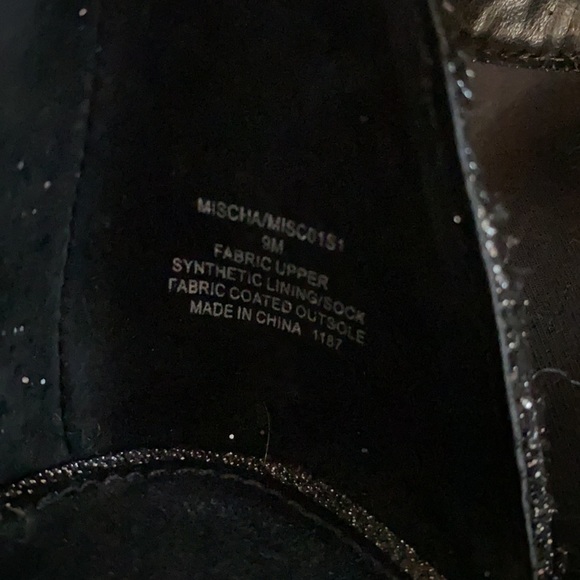 MISCHA/MISC01S1
9M
FABRIC UPPER
SYNTHETIC LINING/SOCK
FABRIC COATED OUTSOLE
MADE IN CHINA 1187